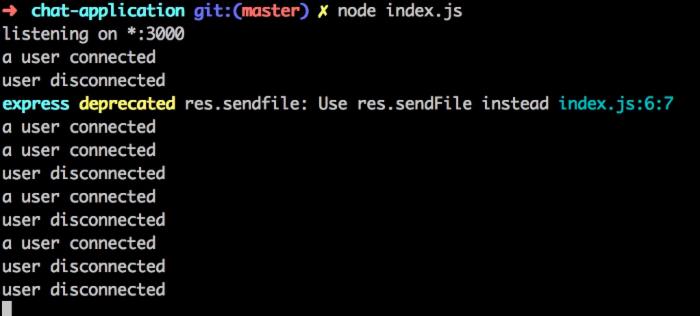 ➜ chat-application git:(master) ✗ node index.js
listening on *:3000
a user connected
user disconnected
express deprecated res.sendfile: Use res.sendFile instead index.js:6:7
a user connected
a user connected
user disconnected
a user connected
user disconnected
a user connected
user disconnected
user disconnected